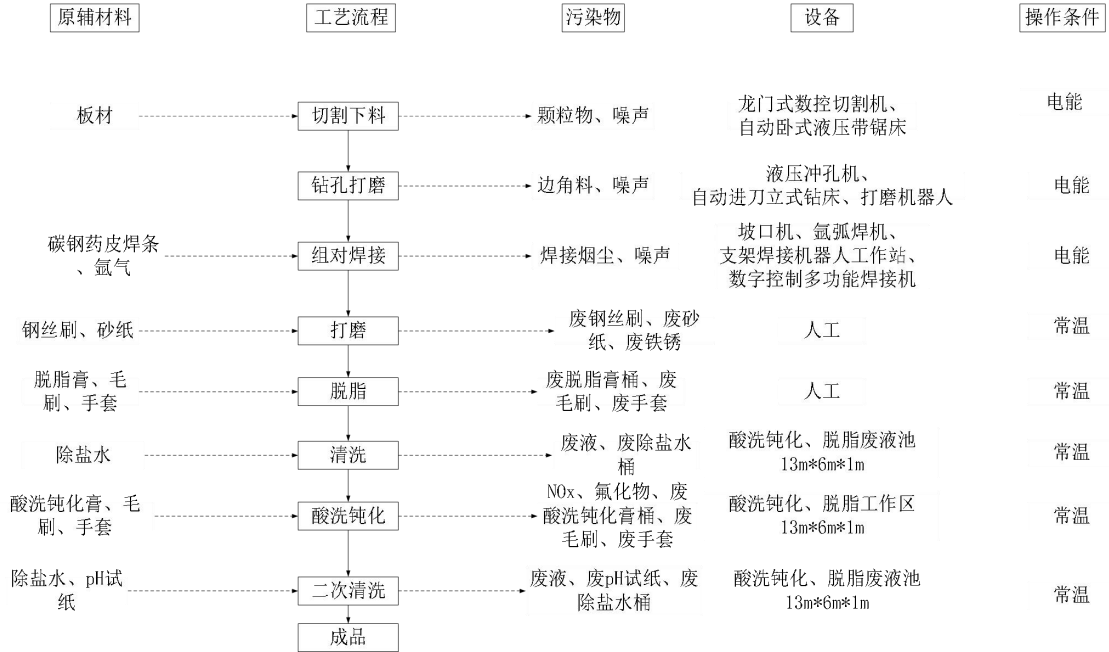 原辅材料
工艺流程
污染物
设备
操作条件
板材
切割下料
颗粒物、噪声
龙门式数控切割机、
自动卧式液压带锯床
电能
钻孔打磨
边角料、噪声
液压冲孔机、
自动进刀立式钻床、打磨机器人
电能
碳钢药皮焊条
、氩气
组对焊接
焊接烟尘、噪声
坡口机、氩弧焊机、
支架焊接机器人工作站、
数字控制多功能焊接机
电能
钢丝刷、砂纸
打磨
废钢丝刷、废砂
纸、废铁锈
人工
常温
脱脂膏、毛
刷、手套
脱脂
废脱脂膏桶、废
毛刷、废手套
人工
常温
除盐水
清洗
废液、废除盐水
桶
酸洗钝化、脱脂废液池
13m*6m*1m
常温
酸洗钝化膏、毛
刷、手套
酸洗钝化
NOx、氟化物、废
酸洗钝化膏桶、废
毛刷、废手套
酸洗钝化、脱脂工作区
13m*6m*1m
常温
除盐水、pH试
纸
二次清洗
废液、废pH试纸、废
除盐水桶
酸洗钝化、脱脂废液池
13m*6m*1m
常温
成品